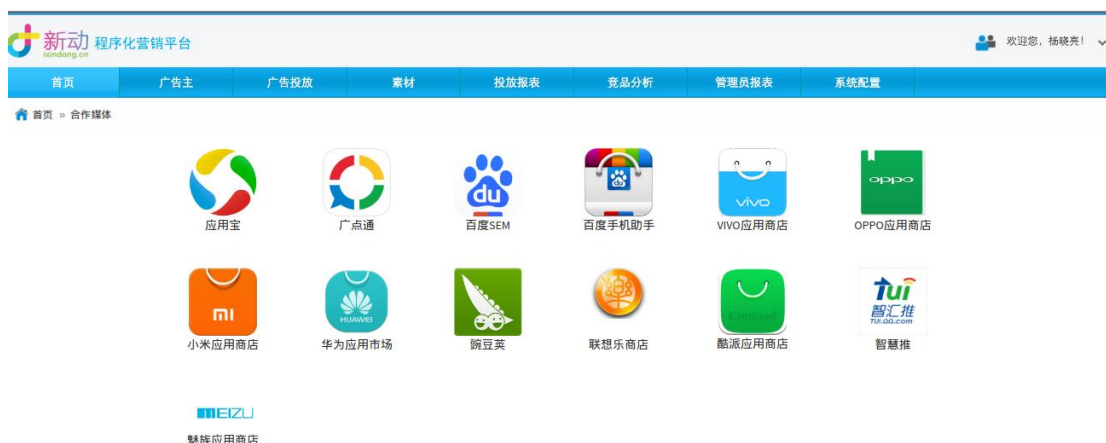 新动 程序化营销平台
ixindong.cn
欢迎您，杨晓亮！
首页 广告主 广告投放 素材 投放报表 竞品分析 管理员报表 系统配置
首页 » 合作媒体
du
vivo
oppo
应用宝 广点通 百度SEM 百度手机助手 VIVO应用商店 OPPO应用商店
mi
HUAWEI
Coolpad
Tui
智汇推
TUI.QQ.com
小米应用商店 华为应用市场 豌豆荚 联想乐商店 酷派应用商店 智慧推
MEIZU
魅族应用商店